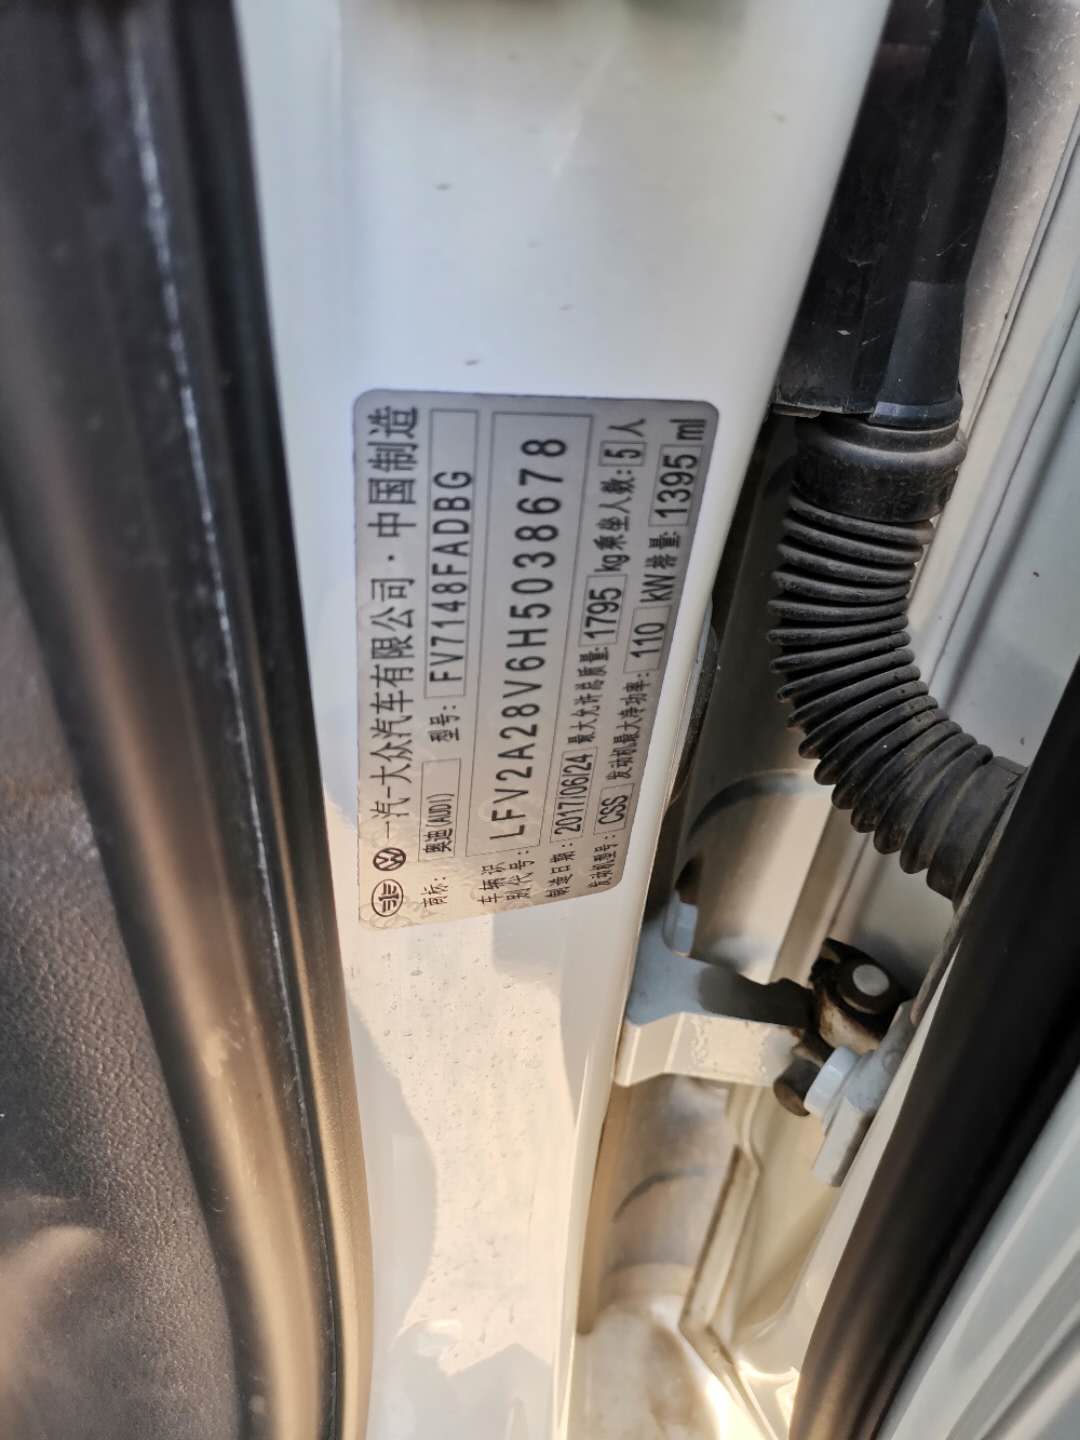 一汽-大众汽车有限公司·中国制造
商标: 奥迪(AUDI) 型号: FV7148FADBG
车辆识别代号: LFV2A28V6H5038678
制造日期: 2017/06/24 最大允许总质量: 1795 kg 乘坐人数: 5 人
发动机型号: CSS 发动机最大净功率: 110 kW 排量: 1395 ml